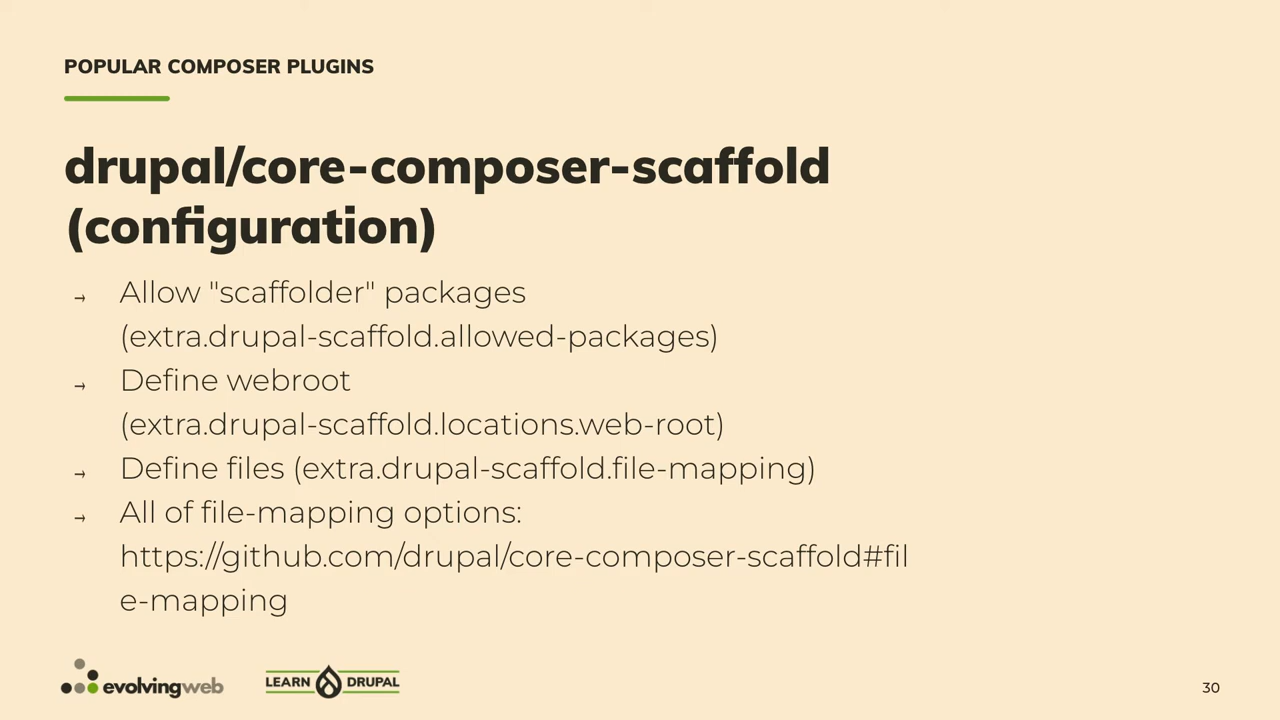 POPULAR COMPOSER PLUGINS
drupal/core-composer-scaffold
(configuration)
→ Allow "scaffolder" packages
(extra.drupal-scaffold.allowed-packages)
→ Define webroot
(extra.drupal-scaffold.locations.web-root)
→ Define files (extra.drupal-scaffold.file-mapping)
→ All of file-mapping options:
https://github.com/drupal/core-composer-scaffold#fil
e-mapping
evolvingweb
LEARN DRUPAL
30